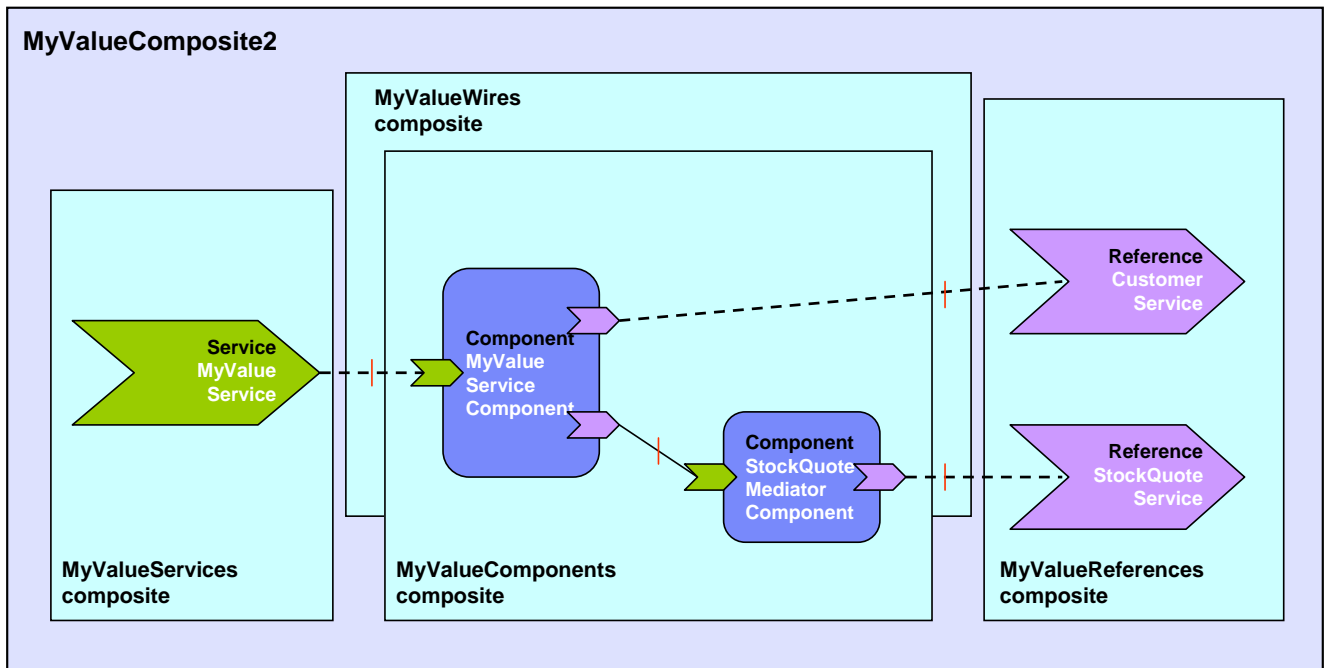 MyValueComposite2
MyValueWires
composite
Service
MyValue
Service
Component
MyValue
Service
Component
Component
StockQuote
Mediator
Component
Reference
Customer
Service
Reference
StockQuote
Service
MyValueServices
composite
MyValueComponents
composite
MyValueReferences
composite